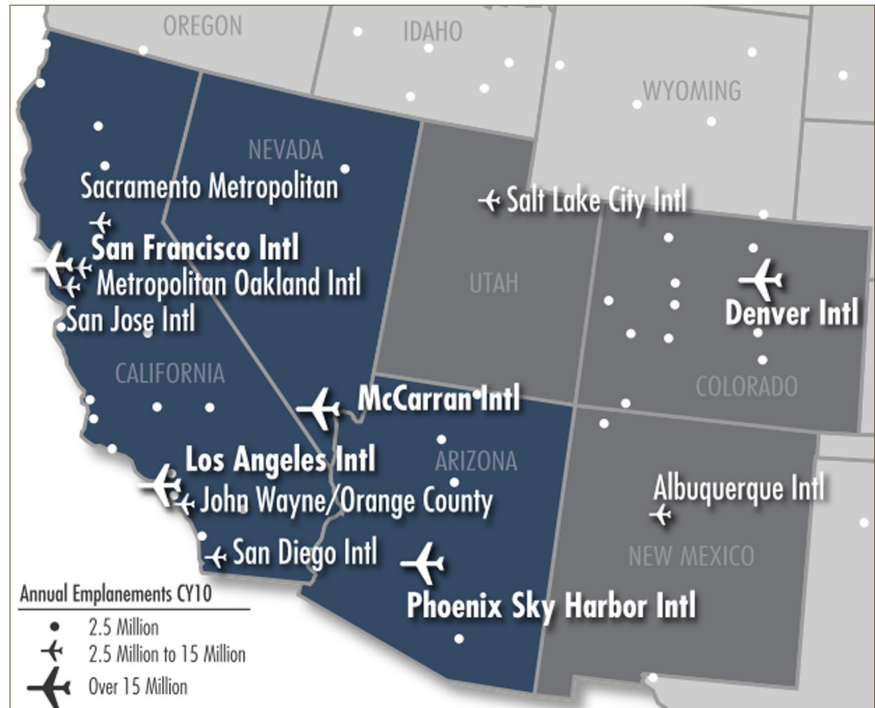 OREGON
IDAHO
WYOMING
NEVADA
Sacramento Metropolitan
Salt Lake City Intl
San Francisco Intl
Metropolitan Oakland Intl
UTAH
San Jose Intl
Denver Intl
CALIFORNIA
COLORADO
McCarran Intl
Los Angeles Intl
ARIZONA
John Wayne/Orange County
Albuquerque Intl
San Diego Intl
NEW MEXICO
Phoenix Sky Harbor Intl
Annual Emplanements CY10
2.5 Million
2.5 Million to 15 Million
Over 15 Million